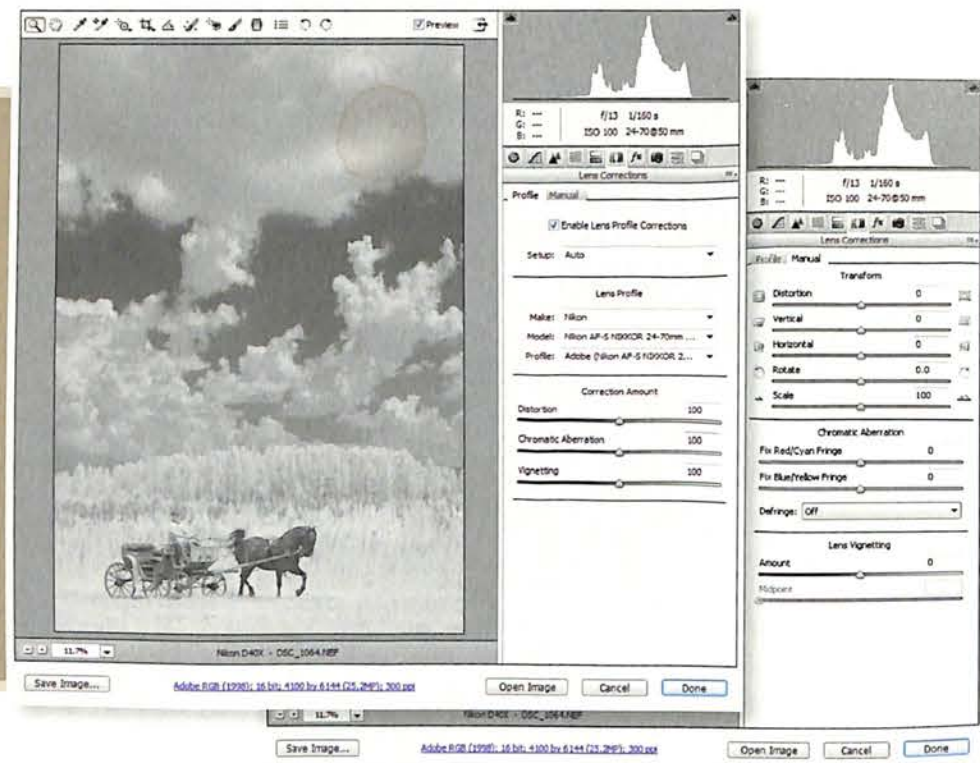 Preview
R: ---
G: ---
B: ---
f/13 1/160 s
ISO 100 24-70@50 mm
Lens Corrections
Profile Manual
Enable Lens Profile Corrections
Setup: Auto
Lens Profile
Make: Nikon
Model: Nikon AF-S NIKKOR 24-70mm ...
Profile: Adobe (Nikon AF-S NIKKOR 2...
Correction Amount
Distortion 100
Chromatic Aberration 100
Vignetting 100
11.7%
Nikon D40X - DSC_1064.NEF
Save Image...
Adobe RGB (1998); 16 bit; 4100 by 6144 (25.2MP); 300 ppi
Open Image Cancel Done
R: ---
G: ---
B: ---
f/13 1/160 s
ISO 100 24-70@50 mm
Lens Corrections
Profile Manual
Transform
Distortion 0
Vertical 0
Horizontal 0
Rotate 0.0
Scale 100
Chromatic Aberration
Fix Red/Cyan Fringe 0
Fix Blue/Yellow Fringe 0
Defringe: Off
Lens Vignetting
Amount 0
Midpoint
11.7%
Nikon D40X - DSC_1064.NEF
Save Image...
Adobe RGB (1998); 16 bit; 4100 by 6144 (25.2MP); 300 ppi
Open Image Cancel Done